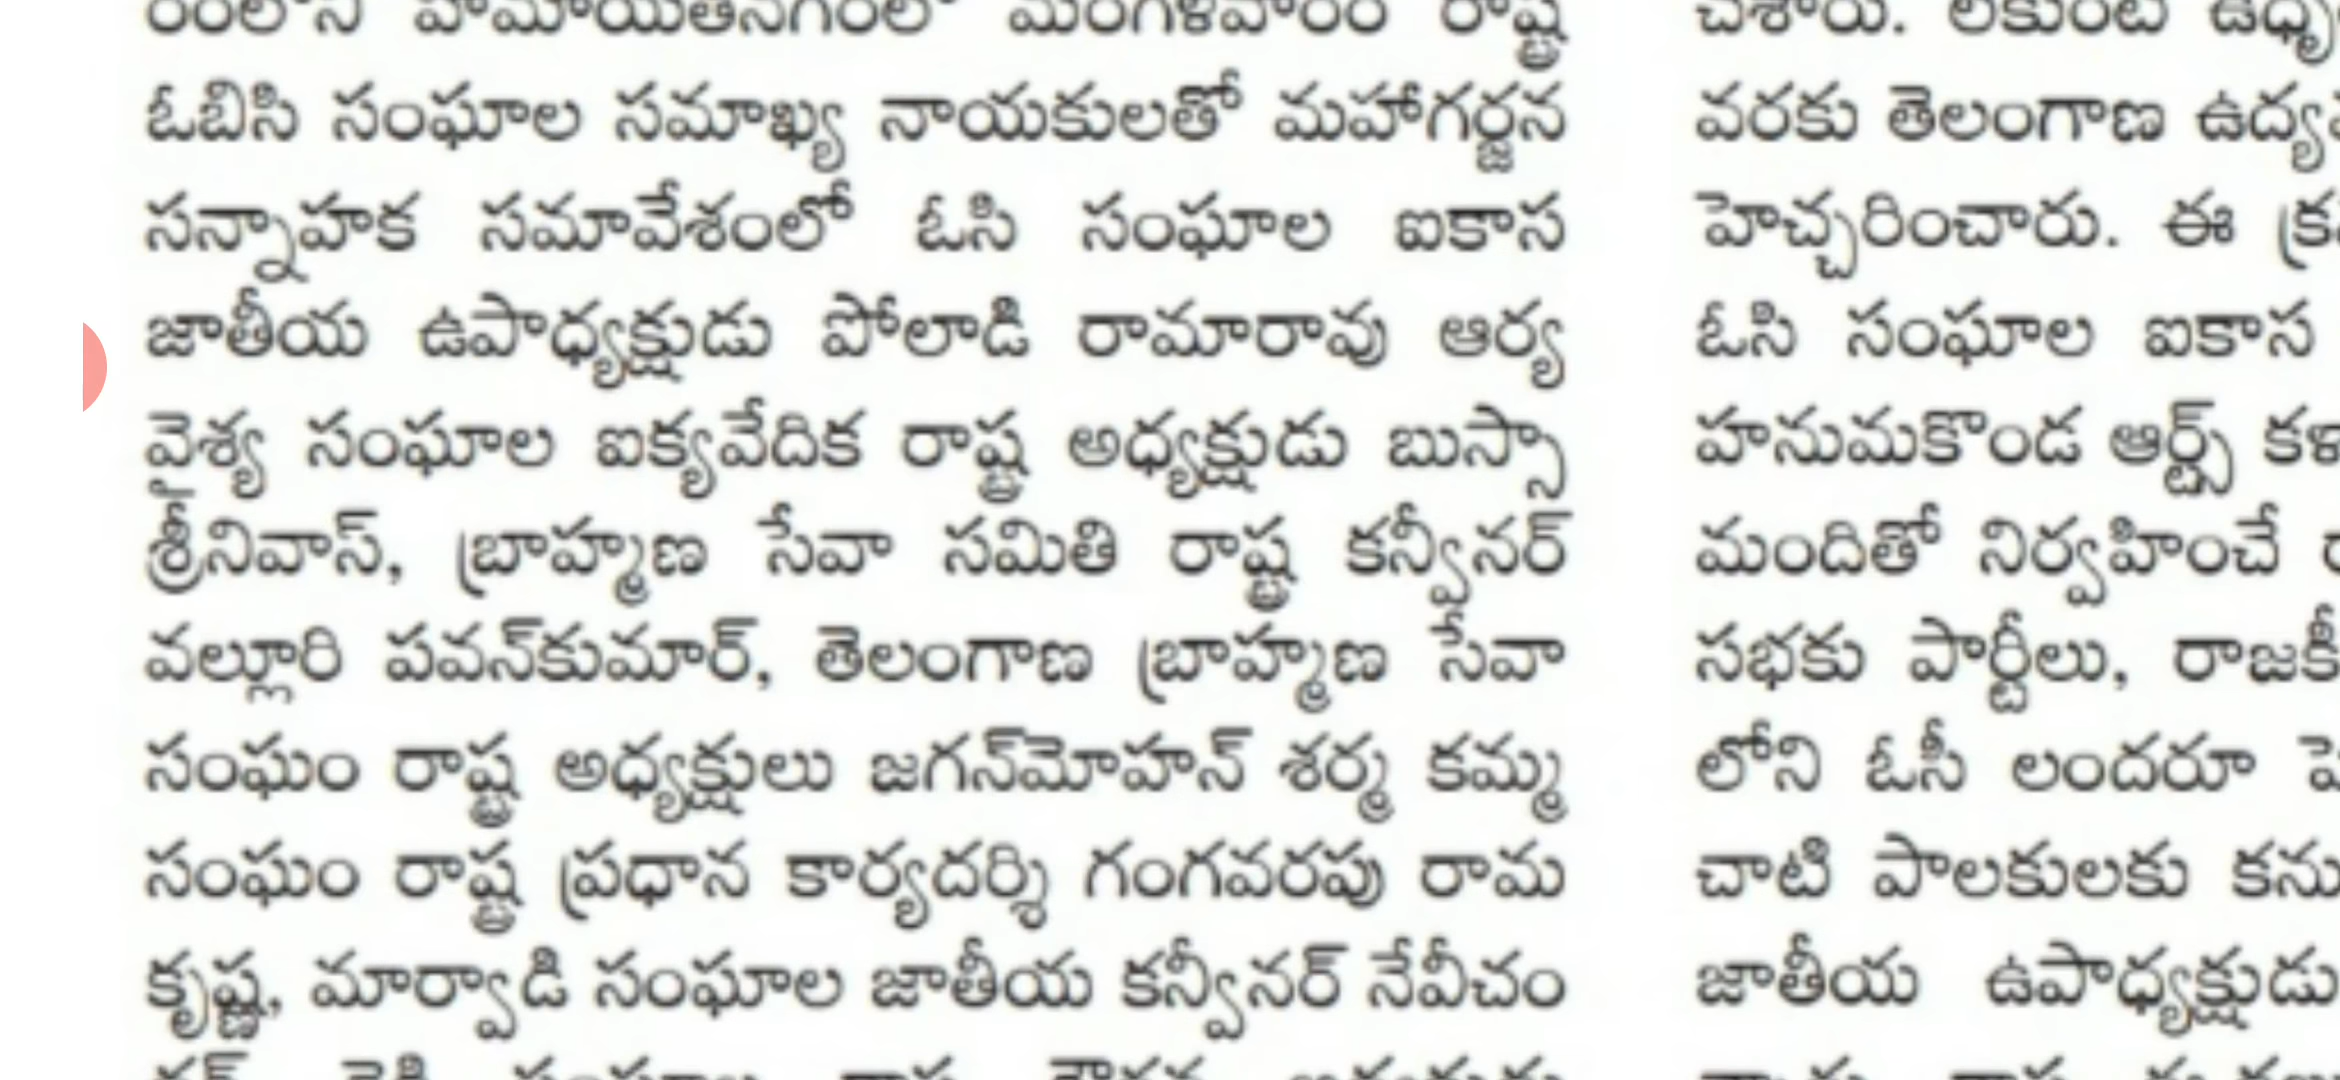 ఓబిసి సంఘాల సమాఖ్య నాయకులతో మహాగర్జన
సన్నాహక సమావేశంలో ఓసి సంఘాల ఐకాస
జాతీయ ఉపాధ్యక్షుడు పోలాడి రామారావు ఆర్య
వైశ్య సంఘాల ఐక్యవేదిక రాష్ట్ర అధ్యక్షుడు బుస్సా
శ్రీనివాస్, బ్రాహ్మణ సేవా సమితి రాష్ట్ర కన్వీనర్
వల్లూరి పవన్‌కుమార్, తెలంగాణ బ్రాహ్మణ సేవా
సంఘం రాష్ట్ర అధ్యక్షులు జగన్‌మోహన్ శర్మ కమ్మ
సంఘం రాష్ట్ర ప్రధాన కార్యదర్శి గంగవరపు రామ
కృష్ణ, మార్వాడి సంఘాల జాతీయ కన్వీనర్ నేవీచం
వరకు తెలంగాణ
హెచ్చరించారు. ఈ
ఓసి సంఘాల ఐకాస
హనుమకొండ ఆర్ట్స్
మందితో నిర్వహించే
సభకు పార్టీలు,
లోని ఓసీ లందరూ
చాటి పాలకులకు
జాతీయ ఉపాధ్యక్షుడు